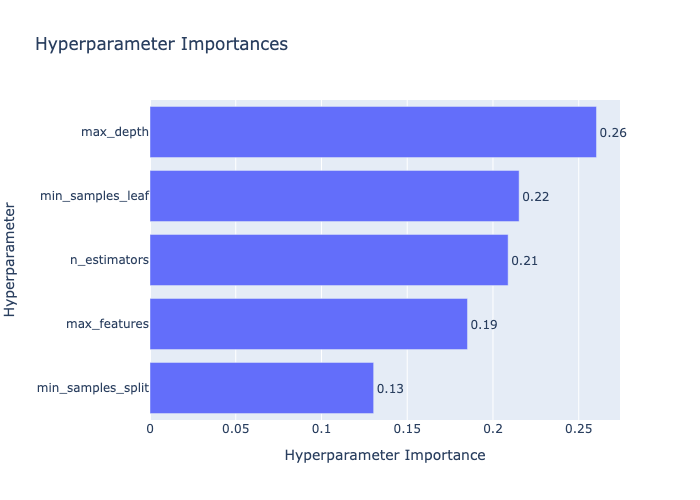 Hyperparameter Importances
Hyperparameter
max_depth 0.26
min_samples_leaf 0.22
n_estimators 0.21
max_features 0.19
min_samples_split 0.13
0 0.05 0.1 0.15 0.2 0.25
Hyperparameter Importance